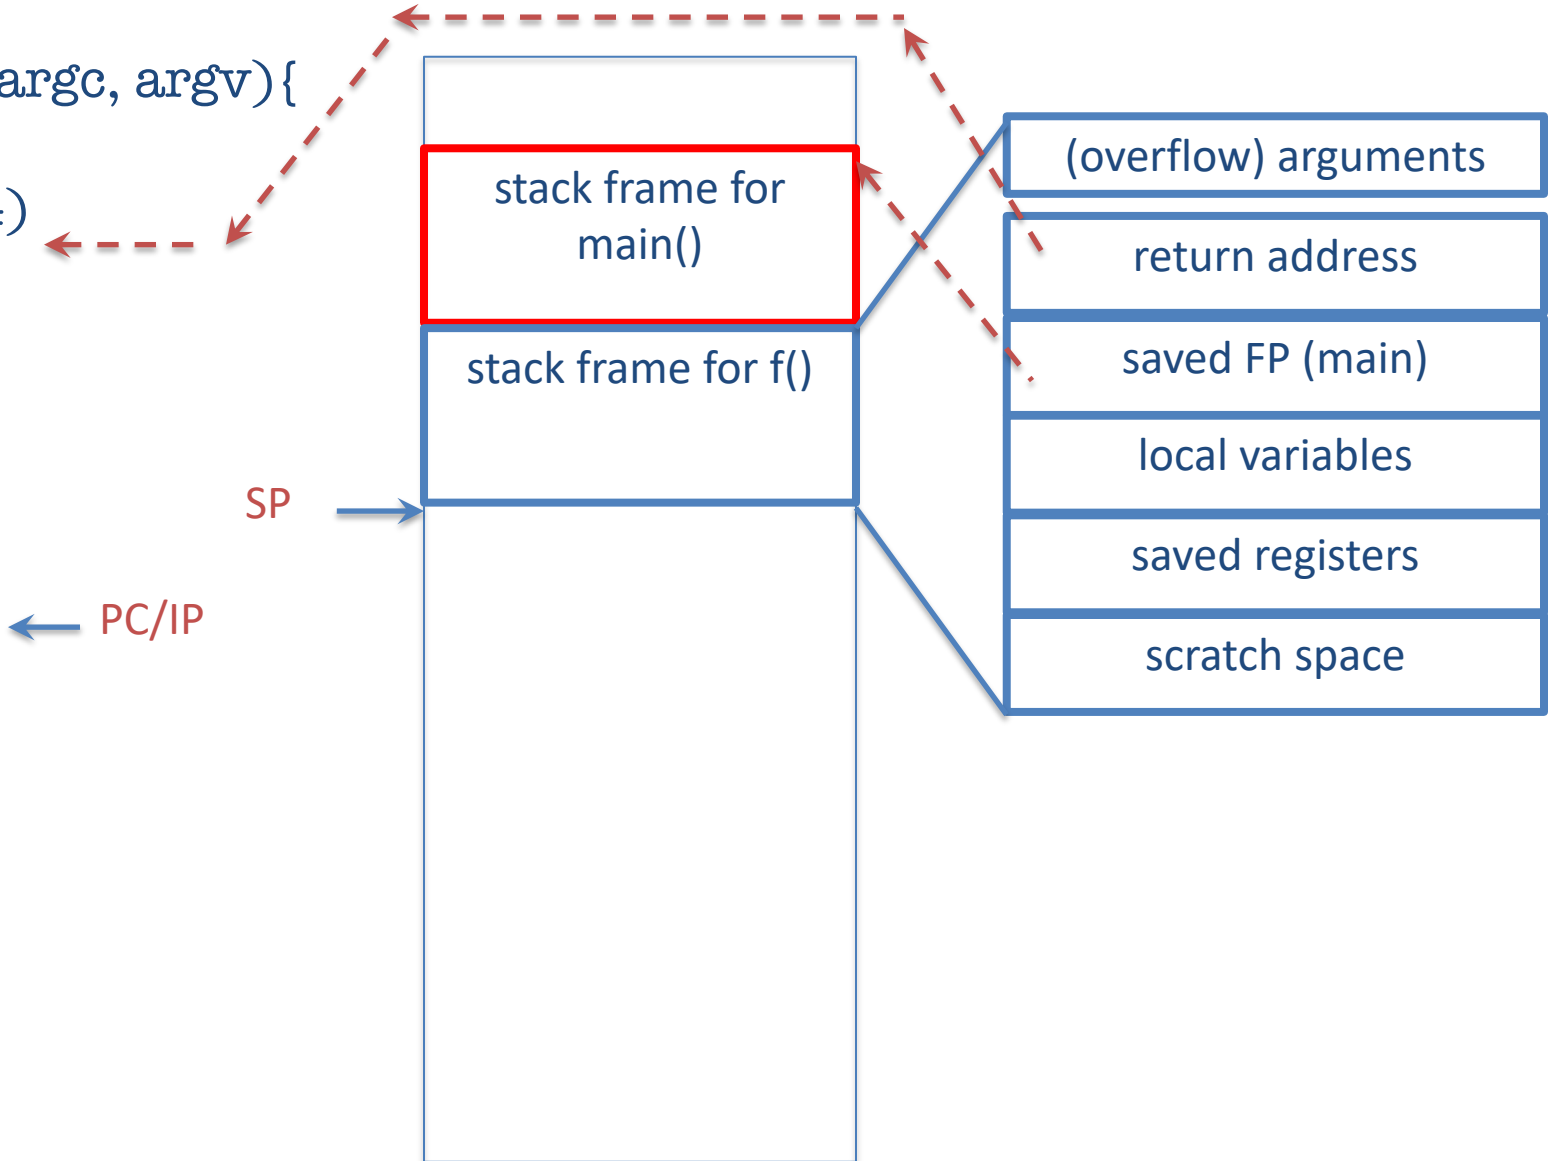 argc, argv){
)
stack frame for
main()
stack frame for f()
SP
PC/IP
(overflow) arguments
return address
saved FP (main)
local variables
saved registers
scratch space